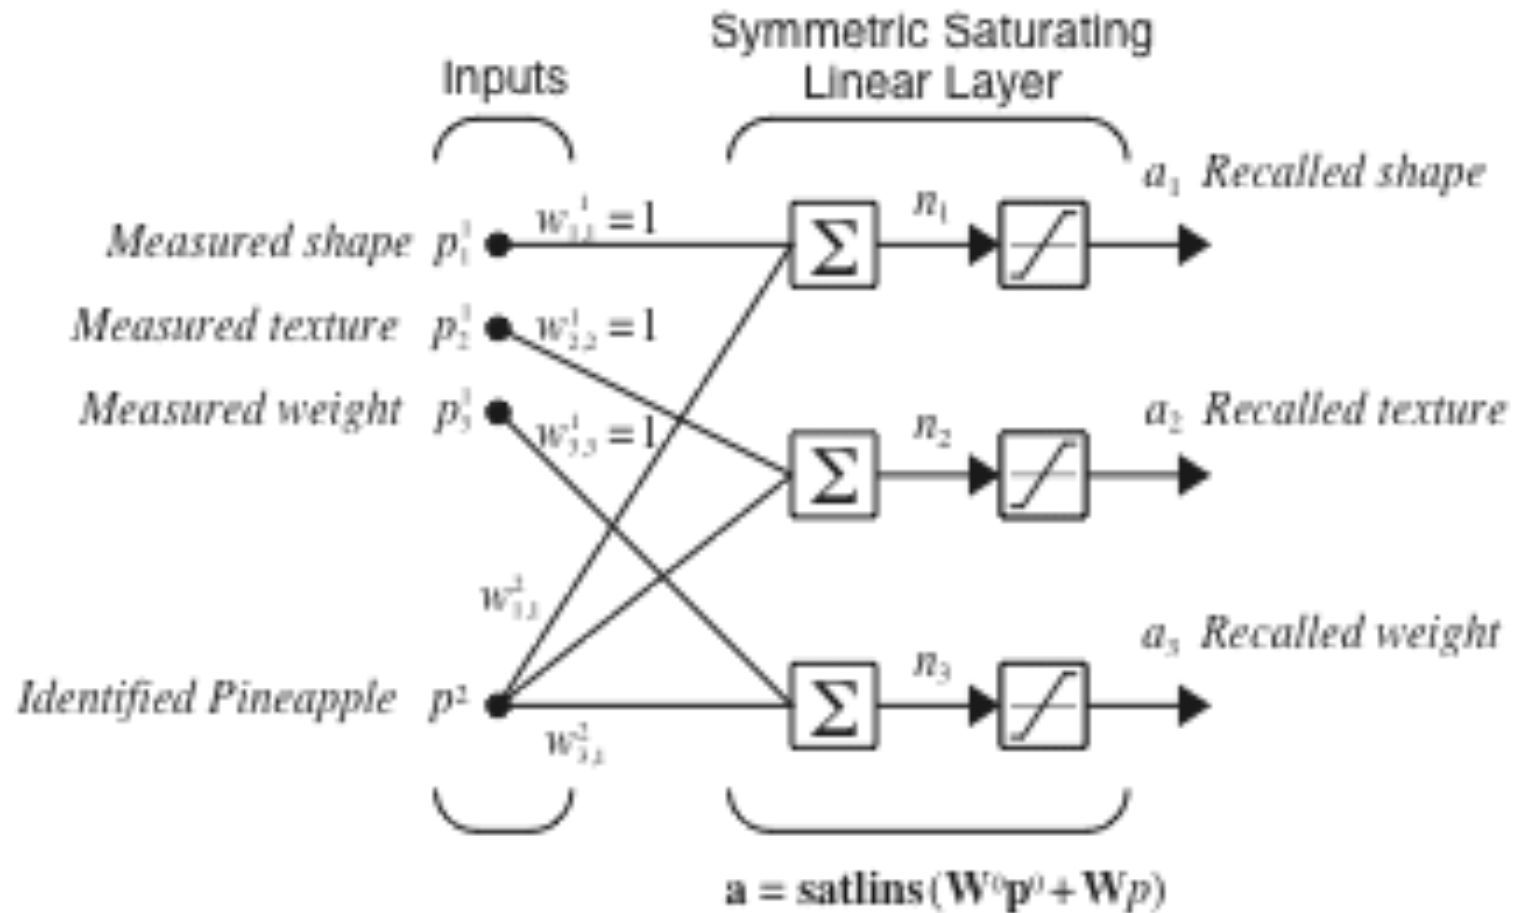 Symmetric Saturating
Linear Layer
Inputs
Measured shape p₁¹ w¹₁,₁ = 1 Σ n₁ a₁ Recalled shape
Measured texture p₂¹ w¹₂,₂ = 1
Measured weight p₃¹ w¹₃,₃ = 1 Σ n₂ a₂ Recalled texture
w²₁,₁
Identified Pineapple p² Σ n₃ a₃ Recalled weight
w²₃,₁
a = satlins(W⁰p⁰ + Wp)